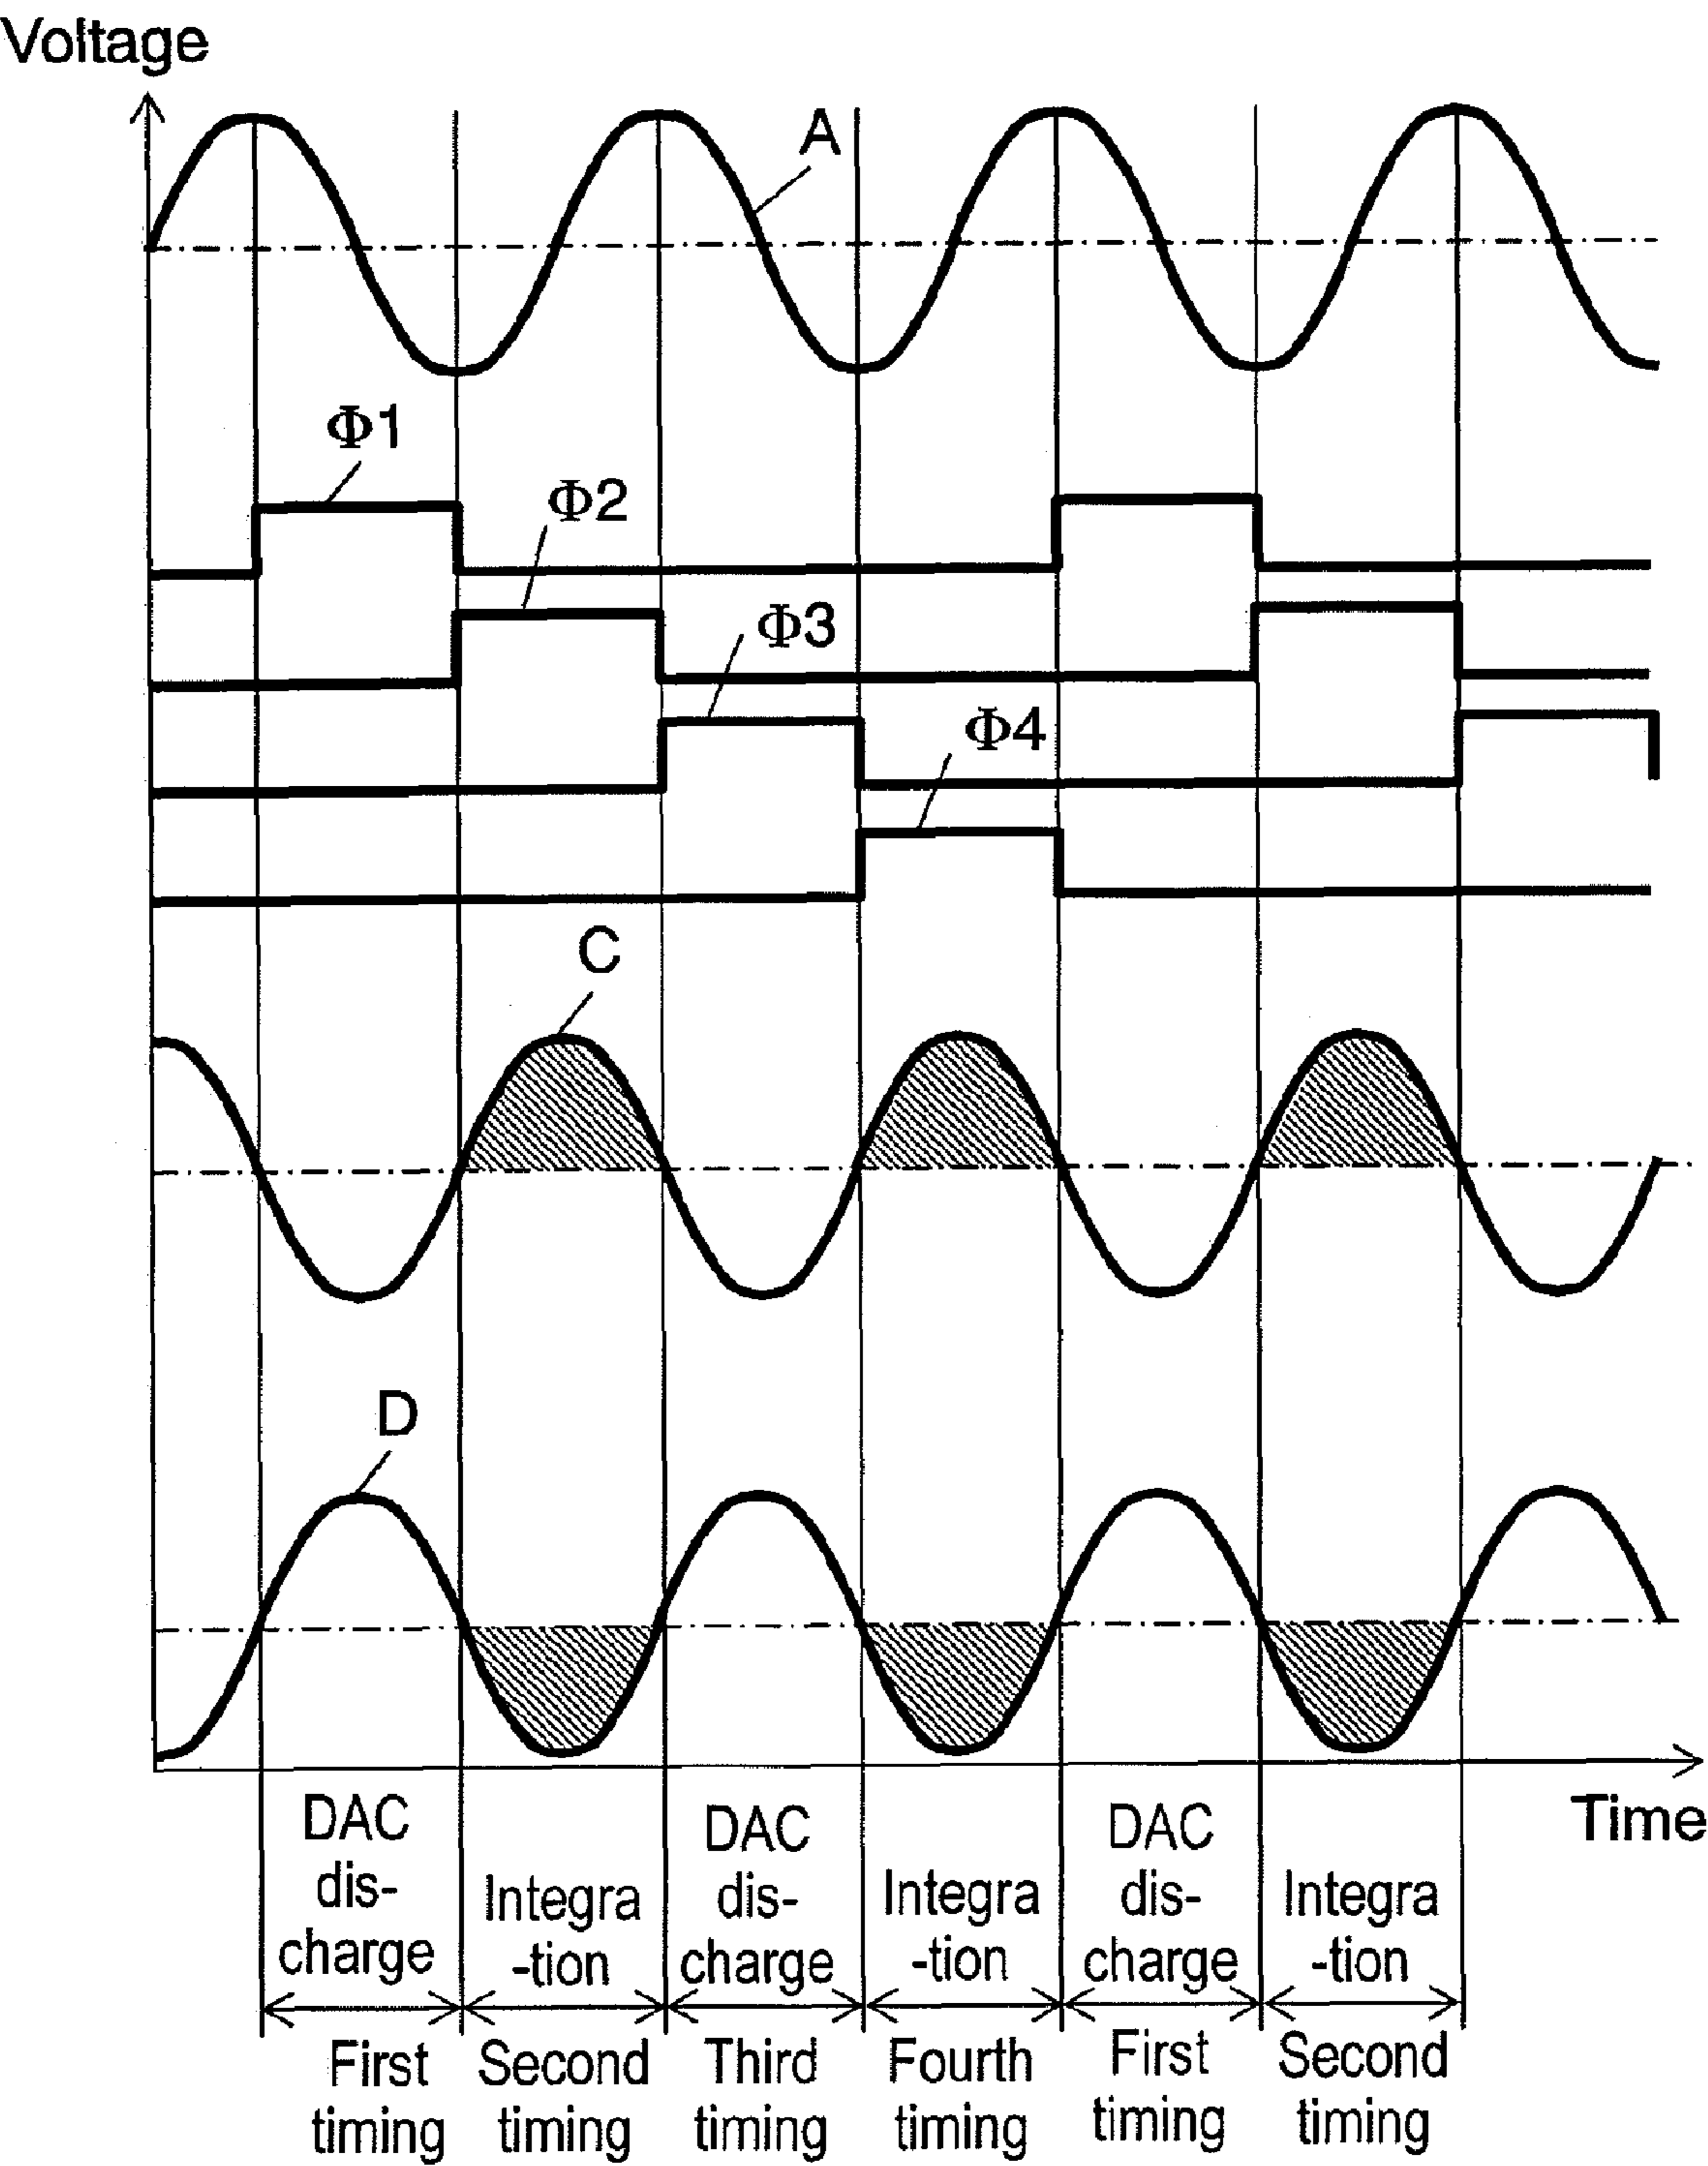 Voltage
A
Φ1
Φ2
Φ3
Φ4
C
D
Time
DAC
dis-
charge
Integra
-tion
DAC
dis-
charge
Integra
-tion
DAC
dis-
charge
Integra
-tion
First
timing
Second
timing
Third
timing
Fourth
timing
First
timing
Second
timing